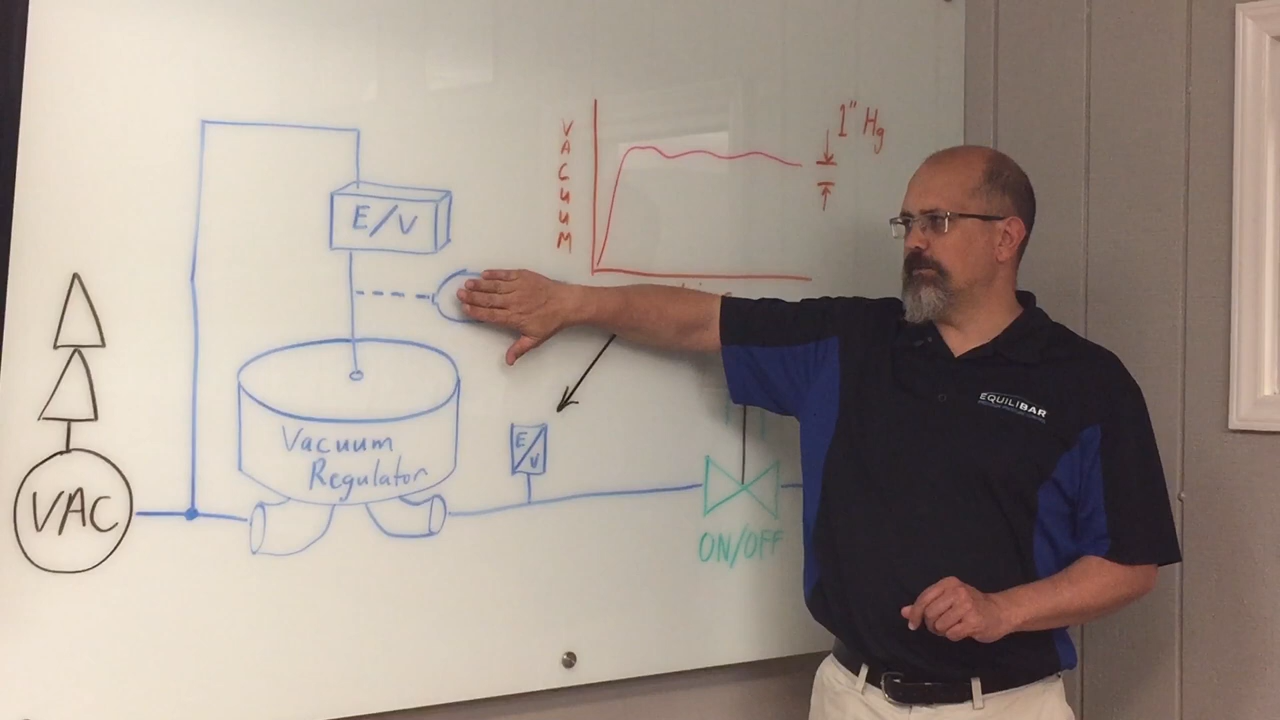 E/V
VACUUM
1" Hg
Vacuum
Regulator
VAC
E/V
ON/OFF
EQUILIBAR